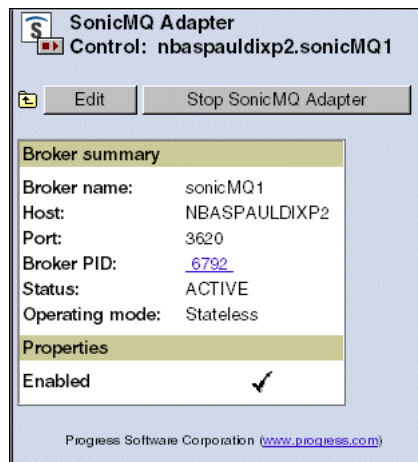 SonicMQ Adapter
Control: nbaspauldixp2.sonicMQ1
Edit
Stop SonicMQ Adapter
Broker summary
Broker name: sonicMQ1
Host: NBASPAULDIXP2
Port: 3620
Broker PID: 6792
Status: ACTIVE
Operating mode: Stateless
Properties
Enabled
Progress Software Corporation (www.progress.com)